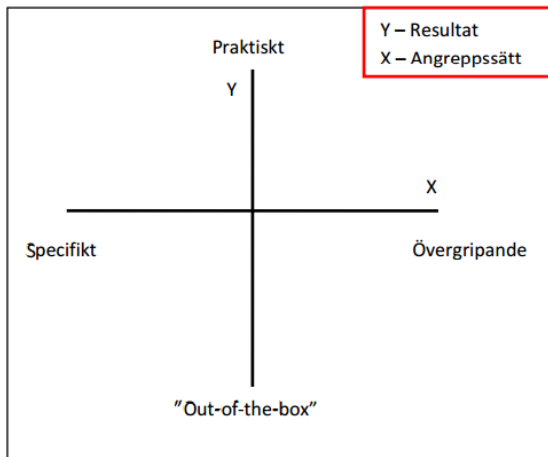 Y – Resultat
X – Angreppssätt
Praktiskt
Y
X
Specifikt
Övergripande
"Out-of-the-box"